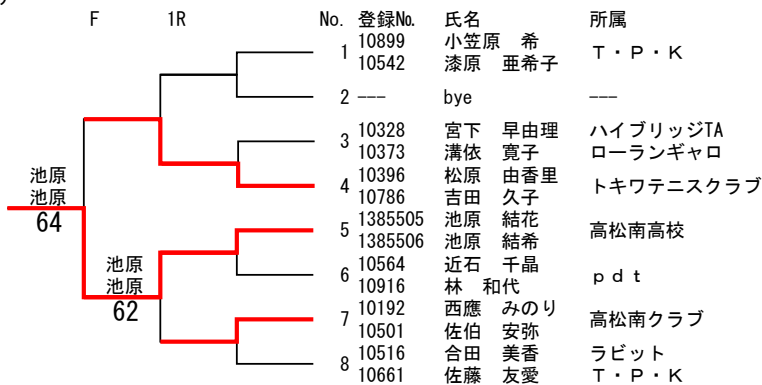 F 1R No. 登録No. 氏名 所属
1 10899 小笠原 希 T・P・K
10542 漆原 亜希子
2 --- bye ---
3 10328 宮下 早由理 ハイブリッジTA
10373 溝依 寛子 ローランギャロ
4 10396 松原 由香里 トキワテニスクラブ
10786 吉田 久子
池原
池原
64
5 1385505 池原 結花 高松南高校
1385506 池原 結希
6 10564 近石 千晶 pdt
10916 林 和代
池原
池原
62
7 10192 西應 みのり 高松南クラブ
10501 佐伯 安弥
8 10516 合田 美香 ラビット
10661 佐藤 友愛 T・P・K